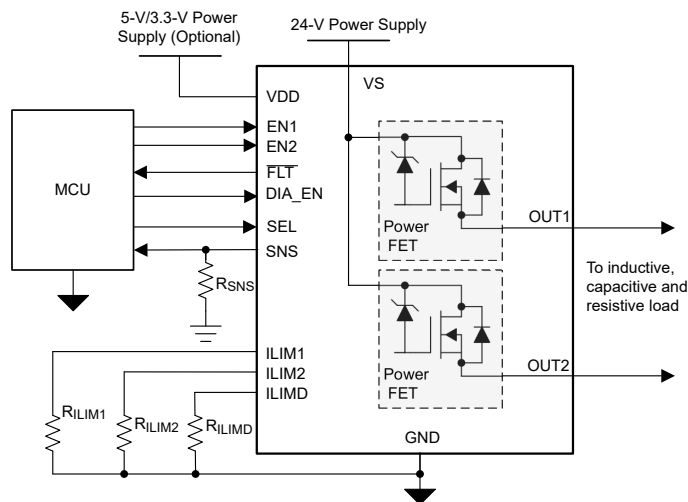 5-V/3.3-V Power
Supply (Optional)
24-V Power Supply
VS
VDD
EN1
EN2
FLT
DIA_EN
SEL
SNS
MCU
RSNS
Power
FET
OUT1
To inductive,
capacitive and
resistive load
Power
FET
OUT2
ILIM1
ILIM2
ILIMD
RILIM1
RILIM2
RILIMD
GND